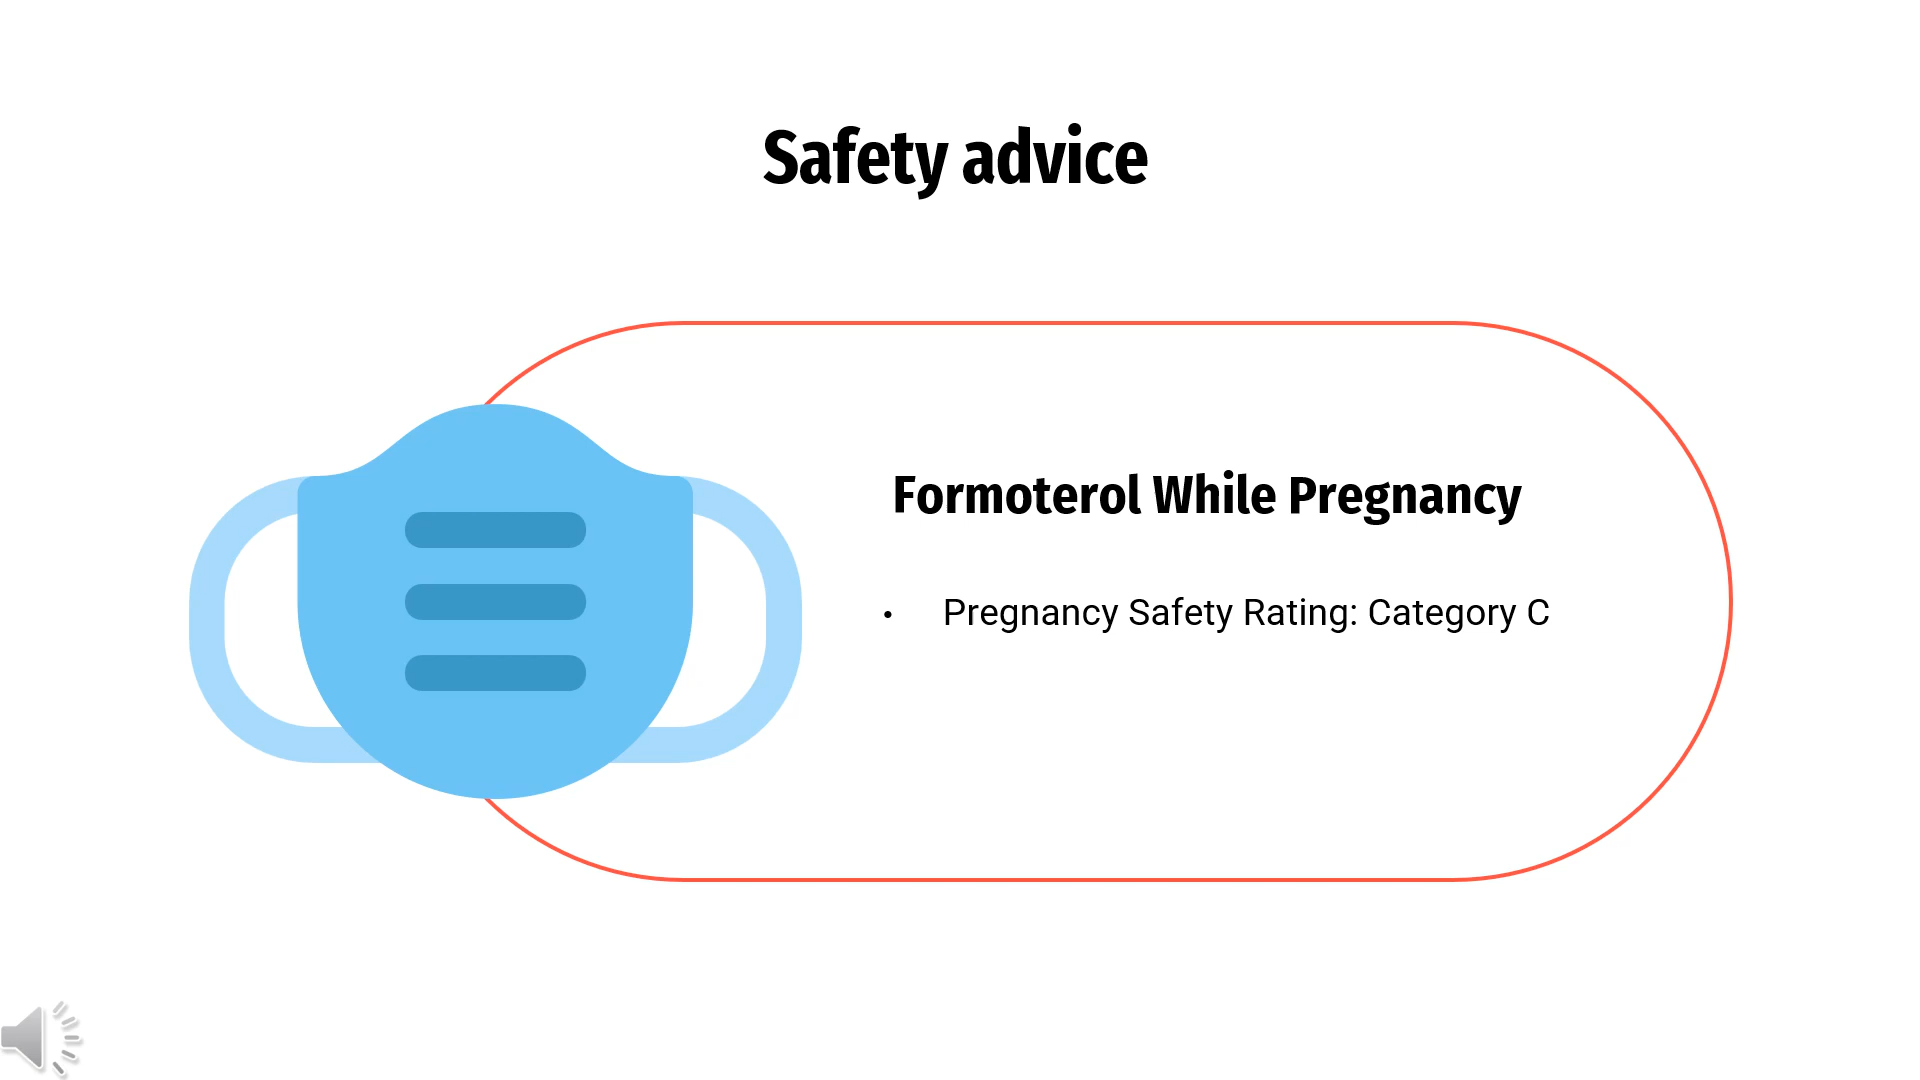 Safety advice
Formoterol While Pregnancy
• Pregnancy Safety Rating: Category C